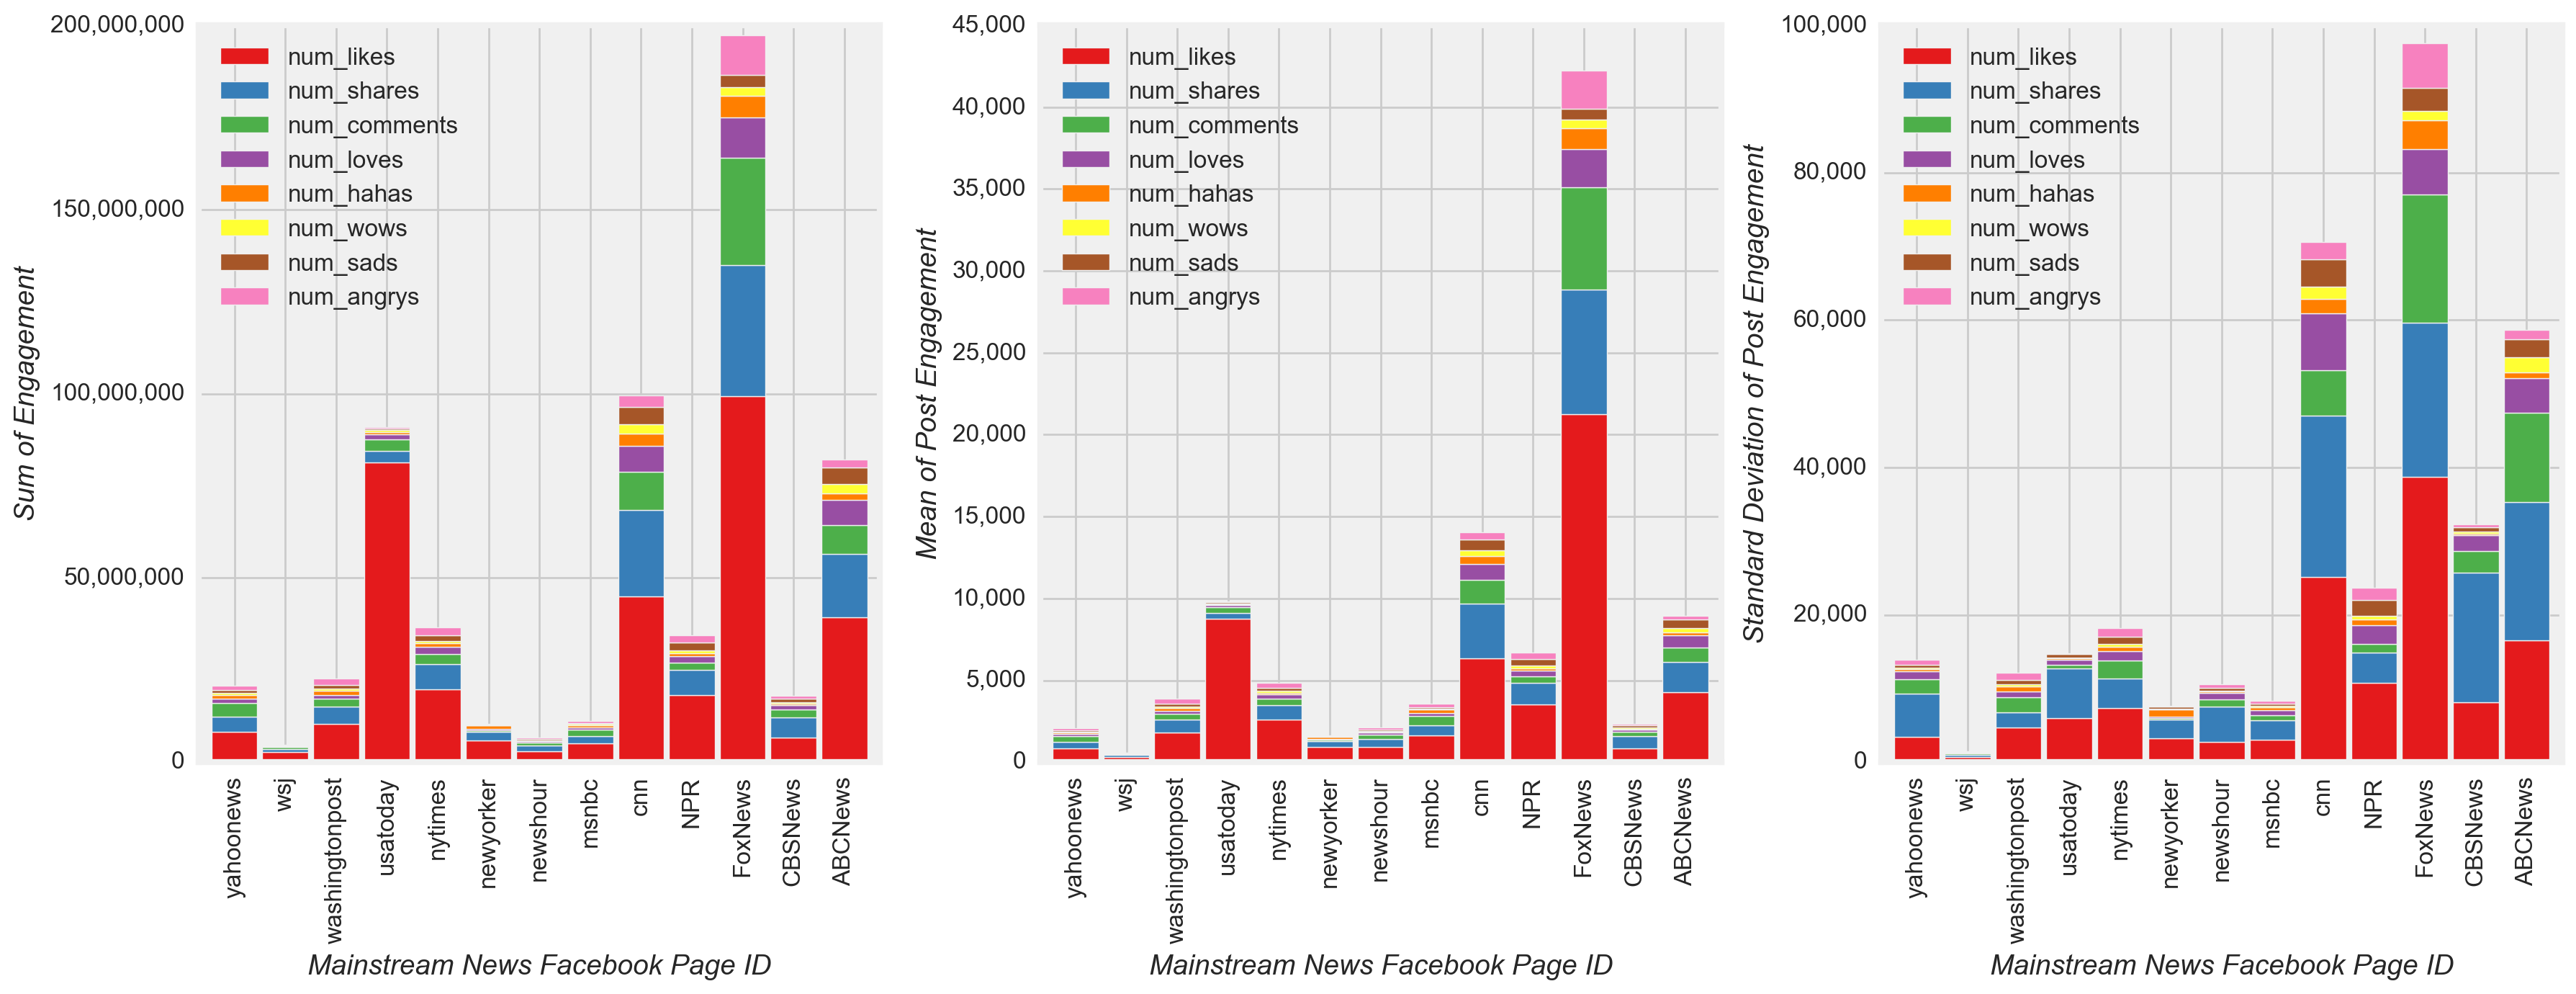 Sum of Engagement
200,000,000
150,000,000
100,000,000
50,000,000
0
num_likes
num_shares
num_comments
num_loves
num_hahas
num_wows
num_sads
num_angrys
yahoonews
wsj
washingtonpost
usatoday
nytimes
newyorker
newshour
msnbc
cnn
NPR
FoxNews
CBSNews
ABCNews
Mainstream News Facebook Page ID
Mean of Post Engagement
45,000
40,000
35,000
30,000
25,000
20,000
15,000
10,000
5,000
0
num_likes
num_shares
num_comments
num_loves
num_hahas
num_wows
num_sads
num_angrys
yahoonews
wsj
washingtonpost
usatoday
nytimes
newyorker
newshour
msnbc
cnn
NPR
FoxNews
CBSNews
ABCNews
Mainstream News Facebook Page ID
Standard Deviation of Post Engagement
100,000
80,000
60,000
40,000
20,000
0
num_likes
num_shares
num_comments
num_loves
num_hahas
num_wows
num_sads
num_angrys
yahoonews
wsj
washingtonpost
usatoday
nytimes
newyorker
newshour
msnbc
cnn
NPR
FoxNews
CBSNews
ABCNews
Mainstream News Facebook Page ID